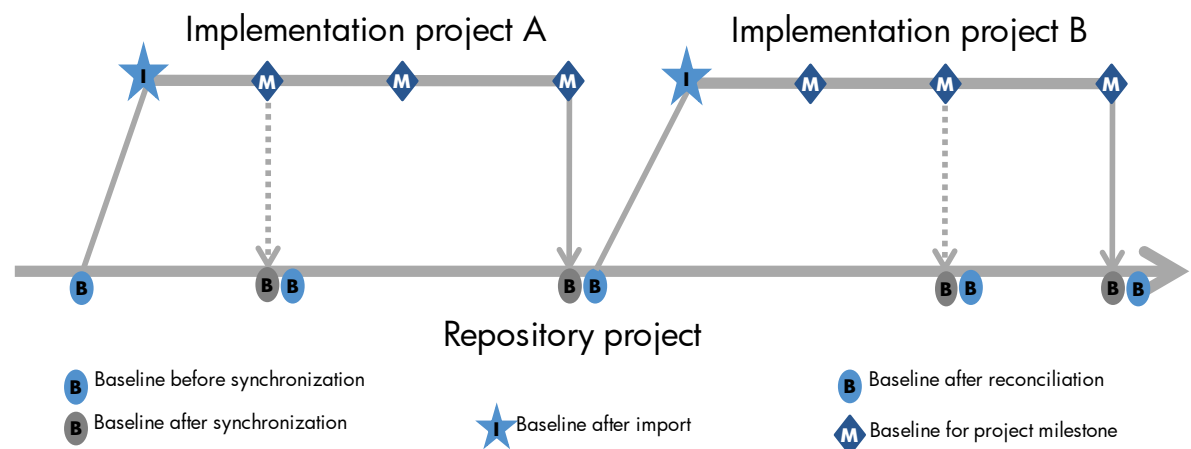 Implementation project A
Implementation project B
I
M
M
M
I
M
M
M
B
B
B
B
B
B
B
B
B
Repository project
B Baseline before synchronization
B Baseline after reconciliation
B Baseline after synchronization
I Baseline after import
M Baseline for project milestone